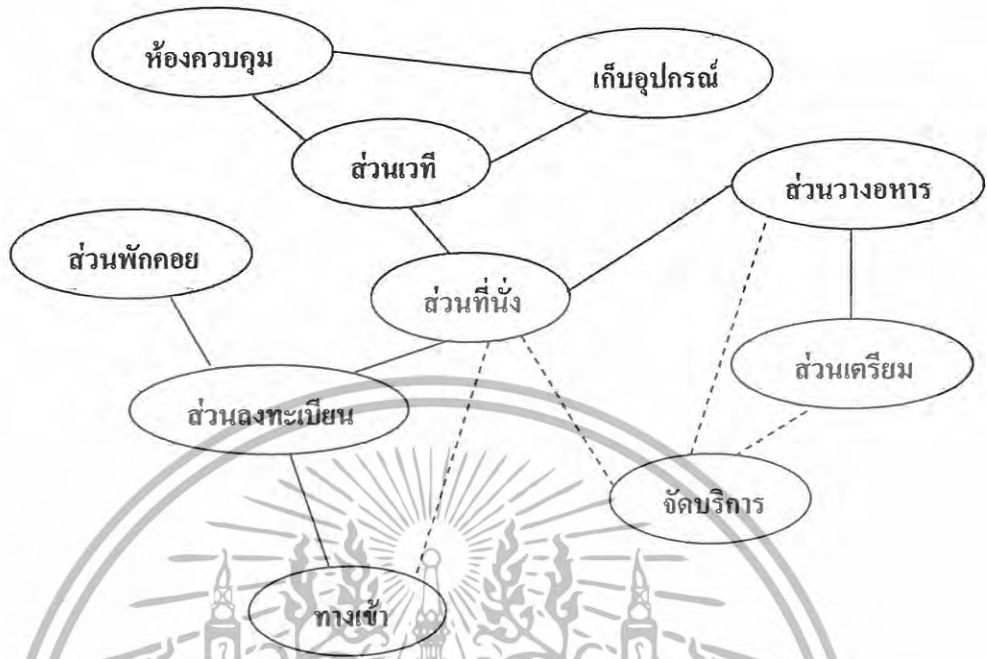 ห้องควบคุม
เก็บอุปกรณ์
ส่วนเวที
ส่วนวางอาหาร
ส่วนพักคอย
ส่วนที่นั่ง
ส่วนเตรียม
ส่วนลงทะเบียน
จัดบริการ
ทางเข้า